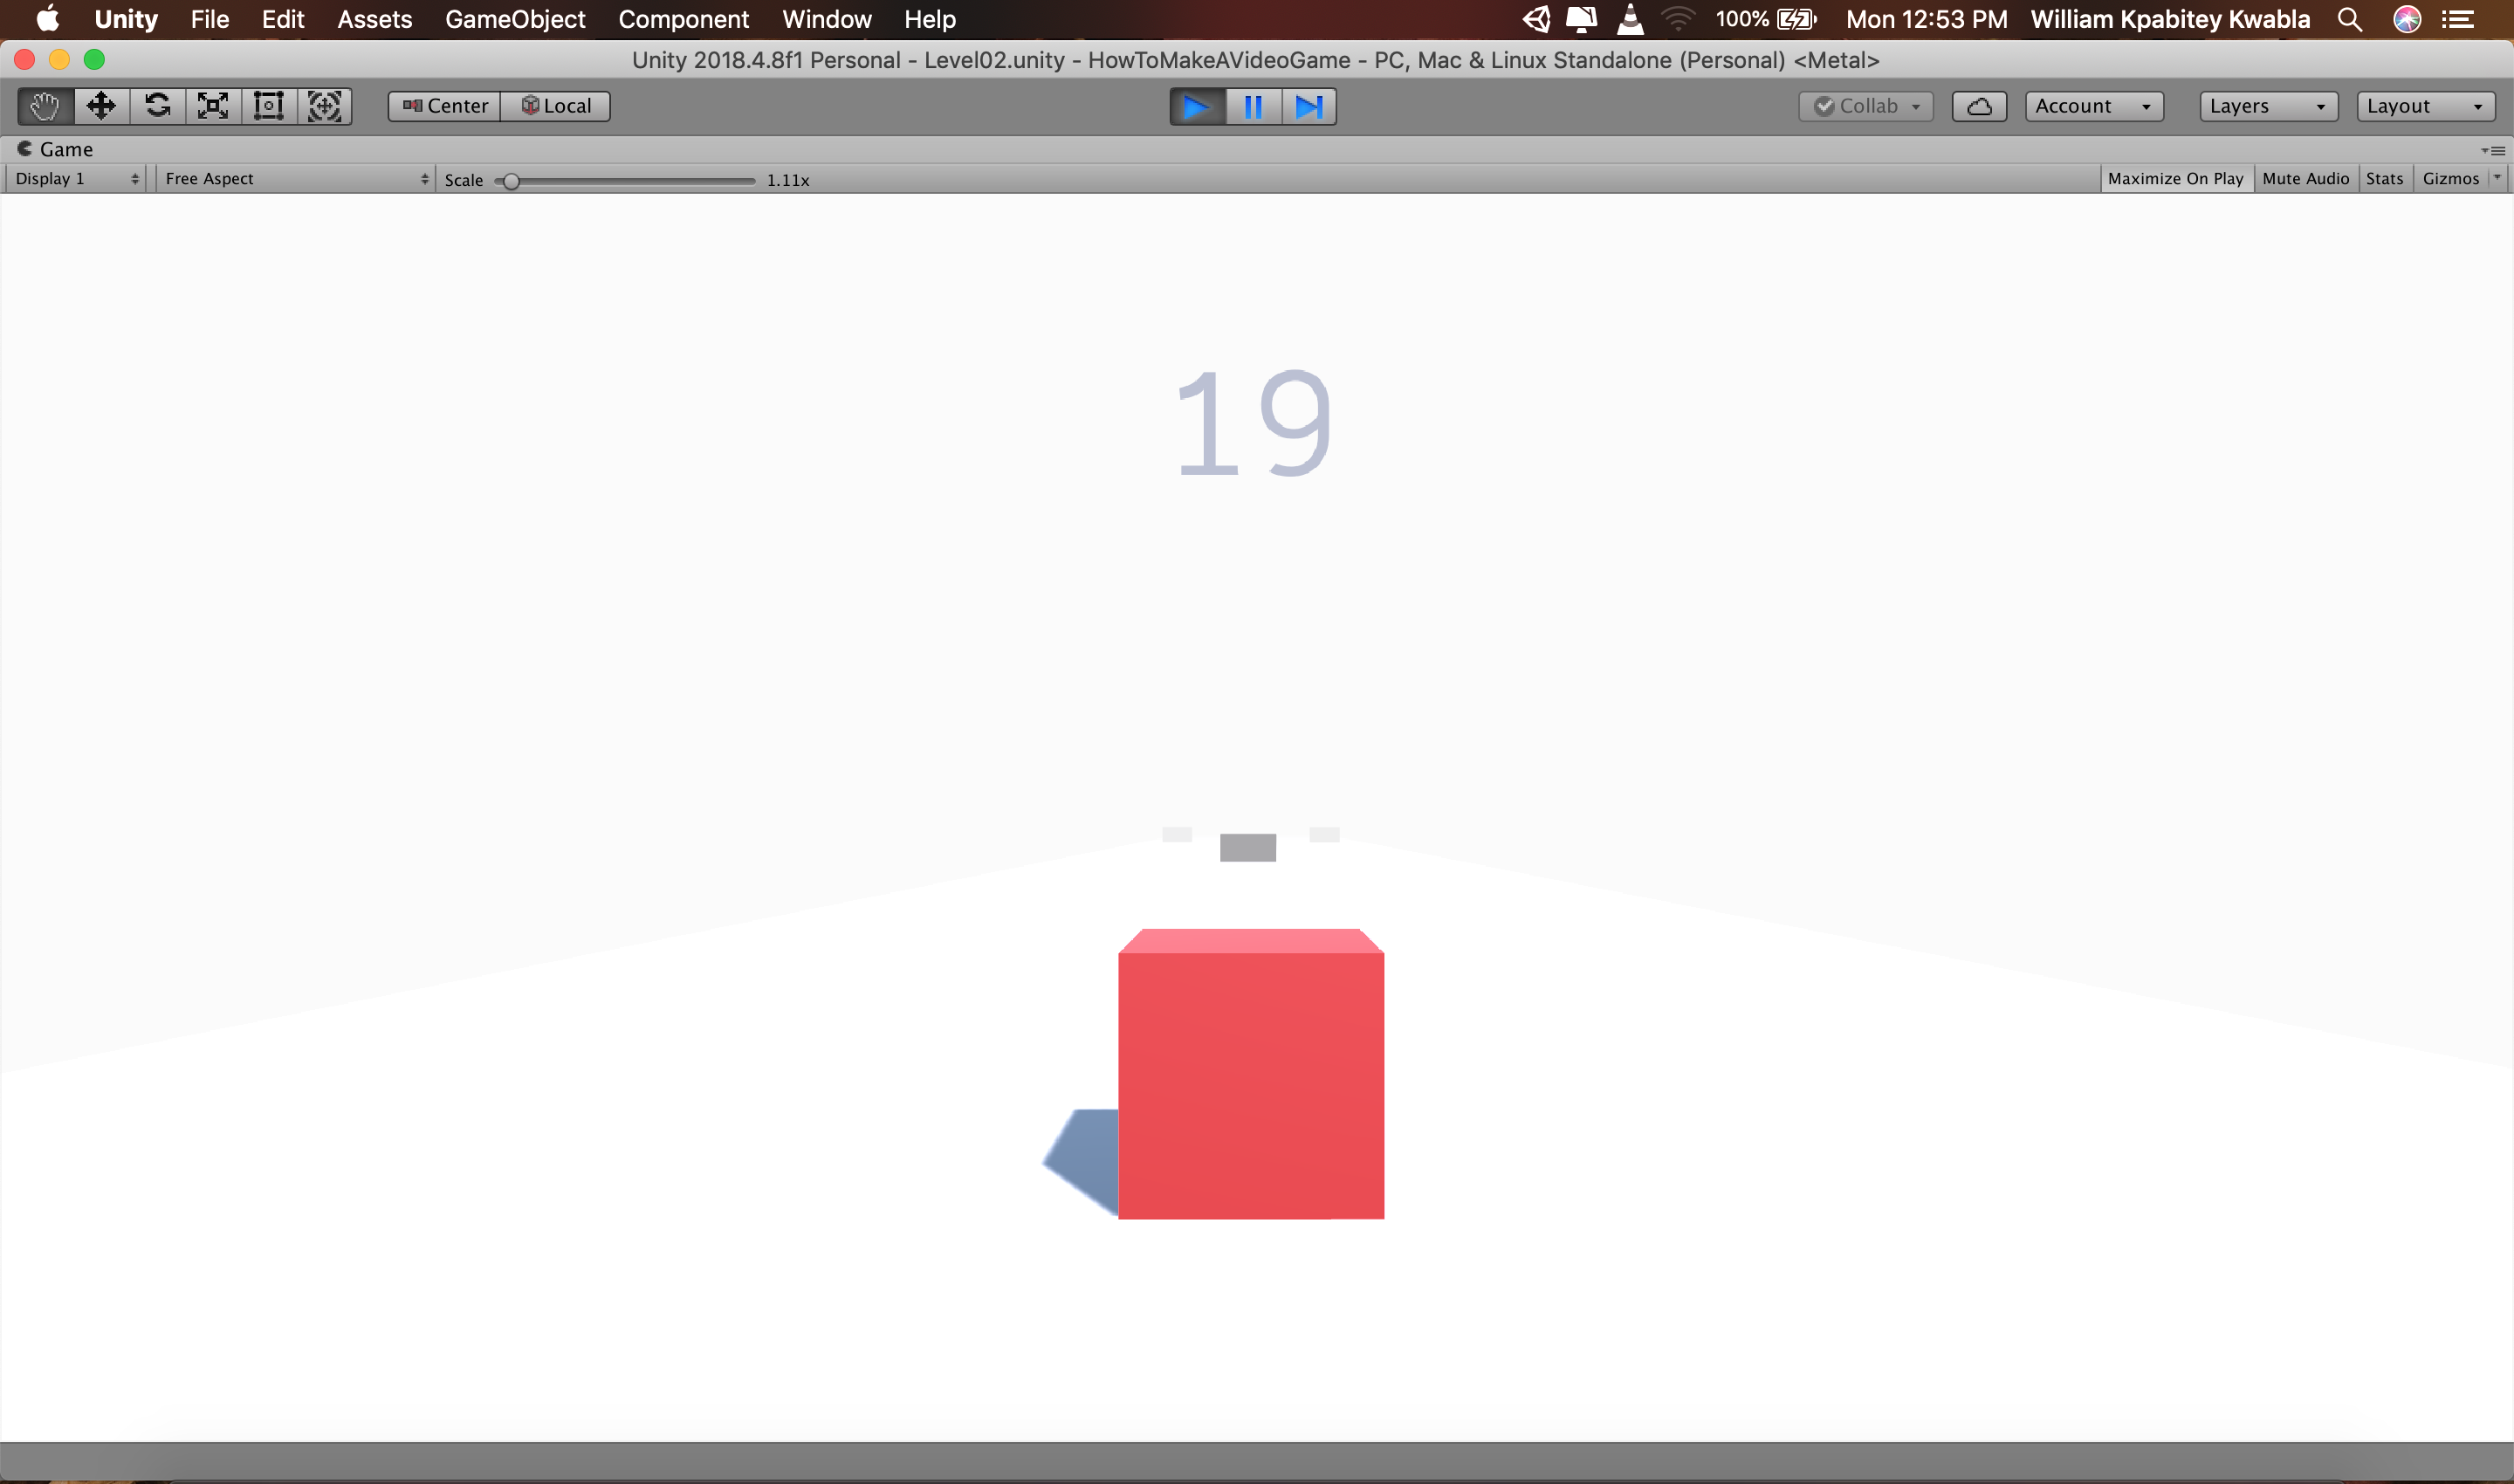 Unity File Edit Assets GameObject Component Window Help 100% Mon 12:53 PM William Kpabitey Kwabla
Unity 2018.4.8f1 Personal - Level02.unity - HowToMakeAVideoGame - PC, Mac & Linux Standalone (Personal) <Metal>
Center Local Collab Account Layers Layout
Game
Display 1 Free Aspect Scale 1.11x Maximize On Play Mute Audio Stats Gizmos
19